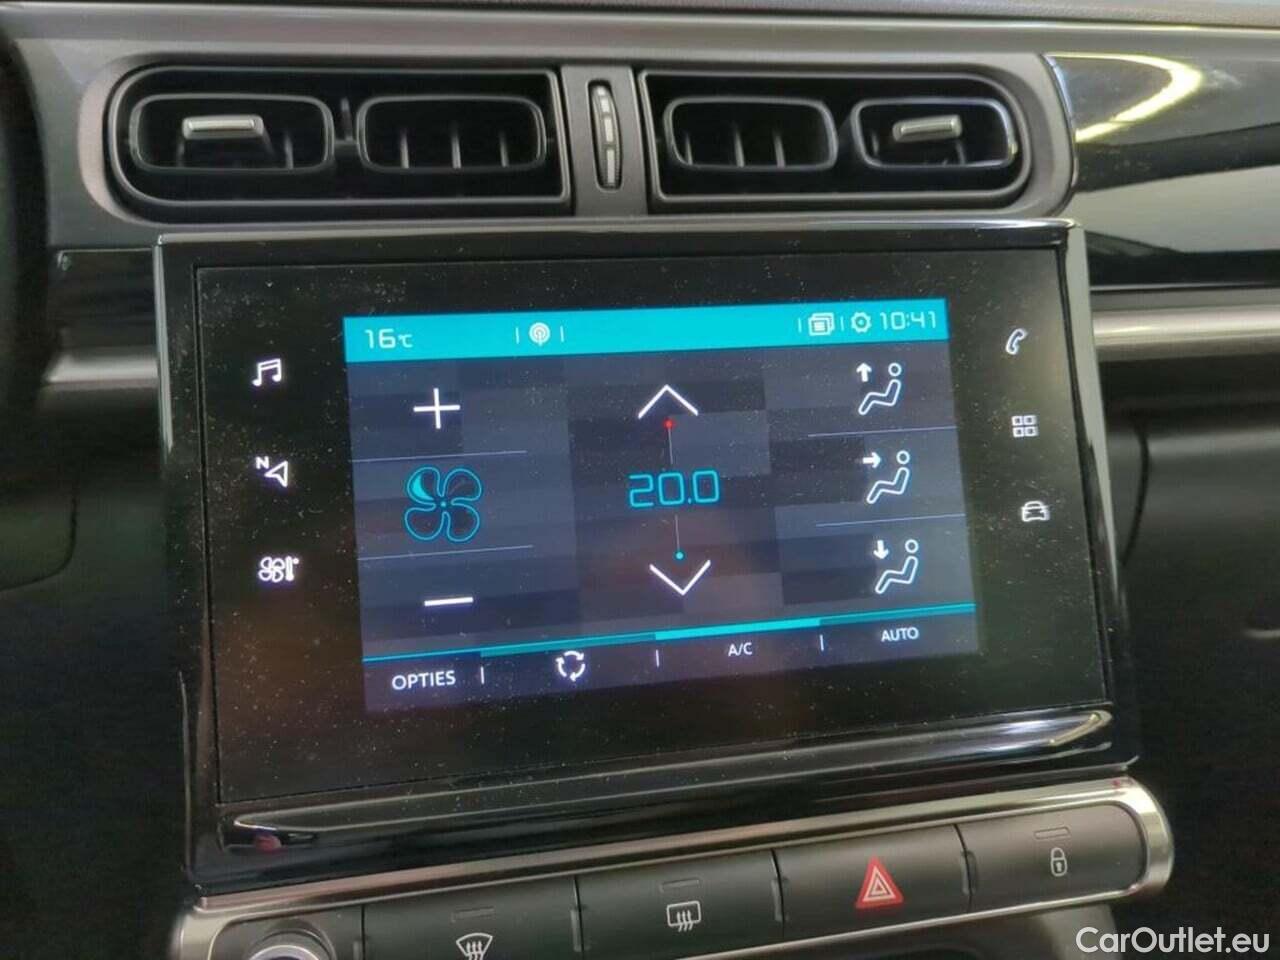 16°C 10:41
N
20.0
OPTIES A/C AUTO
CarOutlet.eu